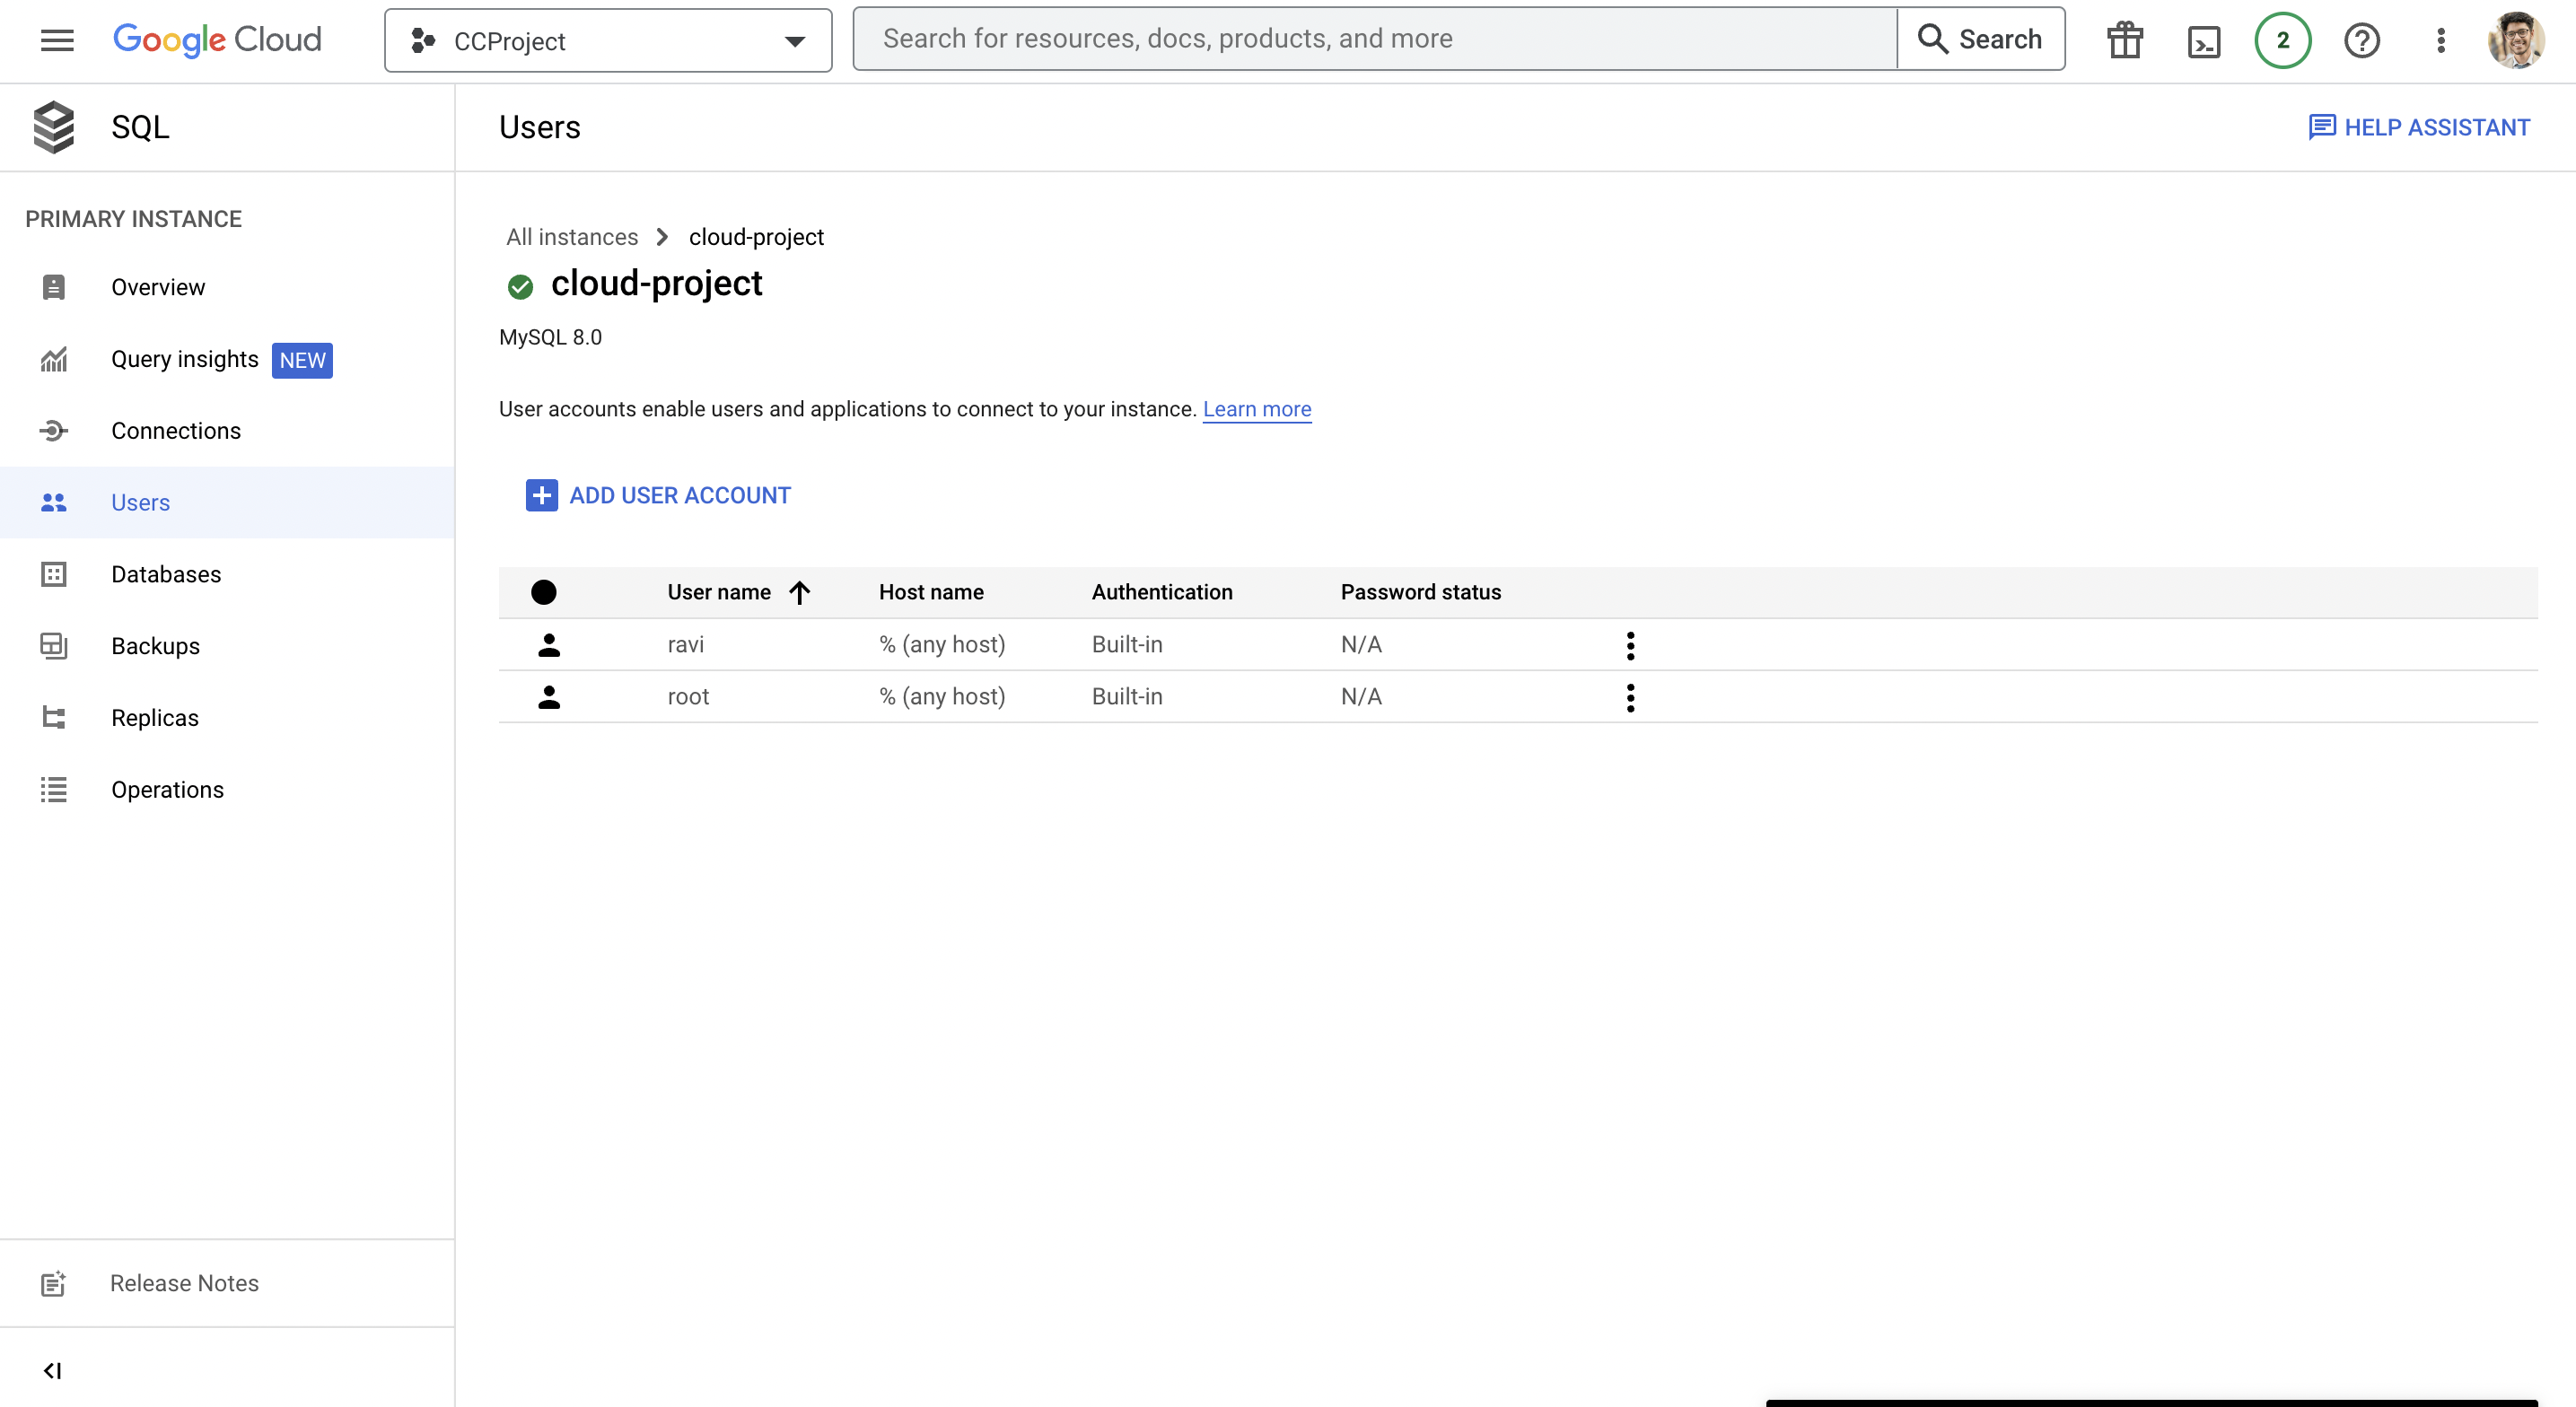 Google Cloud
CCProject
Search for resources, docs, products, and more
Search
2
SQL
Users
HELP ASSISTANT
PRIMARY INSTANCE
Overview
Query insights NEW
Connections
Users
Databases
Backups
Replicas
Operations
Release Notes
All instances
cloud-project
cloud-project
MySQL 8.0
User accounts enable users and applications to connect to your instance. Learn more
ADD USER ACCOUNT
User name Host name Authentication Password status
ravi % (any host) Built-in N/A
root % (any host) Built-in N/A